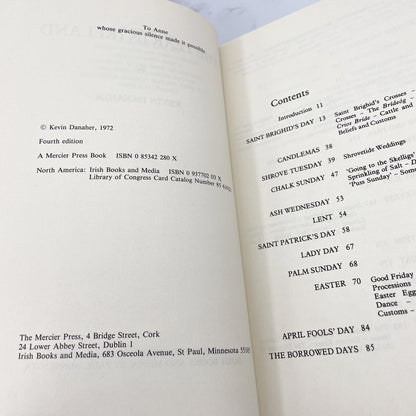 To Anne
whose gracious silence made it possible
© Kevin Danaher, 1972
Fourth edition
A Mercier Press Book ISBN 0 85342 280 X
North America: Irish Books and Media ISBN 0 937702 03 X
Library of Congress Card Catalog Number 85
The Mercier Press, 4 Bridge Street, Cork
24 Lower Abbey Street, Dublin 1
Irish Books and Media, 683 Osceola Avenue, St Paul, Minnesota 55105
Contents
Introduction 11
SAINT BRIGHID'S DAY 13 Saint Brighid's Crosses –
Crosses – The Brídeóg –
Crios Bríde – Cattle and
Beliefs and Customs
CANDLEMAS 38
SHROVE TUESDAY 39 Shrovetide Weddings
CHALK SUNDAY 47 'Going to the Skelligs'
Sprinkling of Salt – D
'Puss Sunday' – Some
ASH WEDNESDAY 53
LENT 54
SAINT PATRICK'S DAY 58
LADY DAY 67
PALM SUNDAY 68
EASTER 70 Good Friday
Processions
Easter Egg
Dance –
Customs –
APRIL FOOLS' DAY 84
THE BORROWED DAYS 85